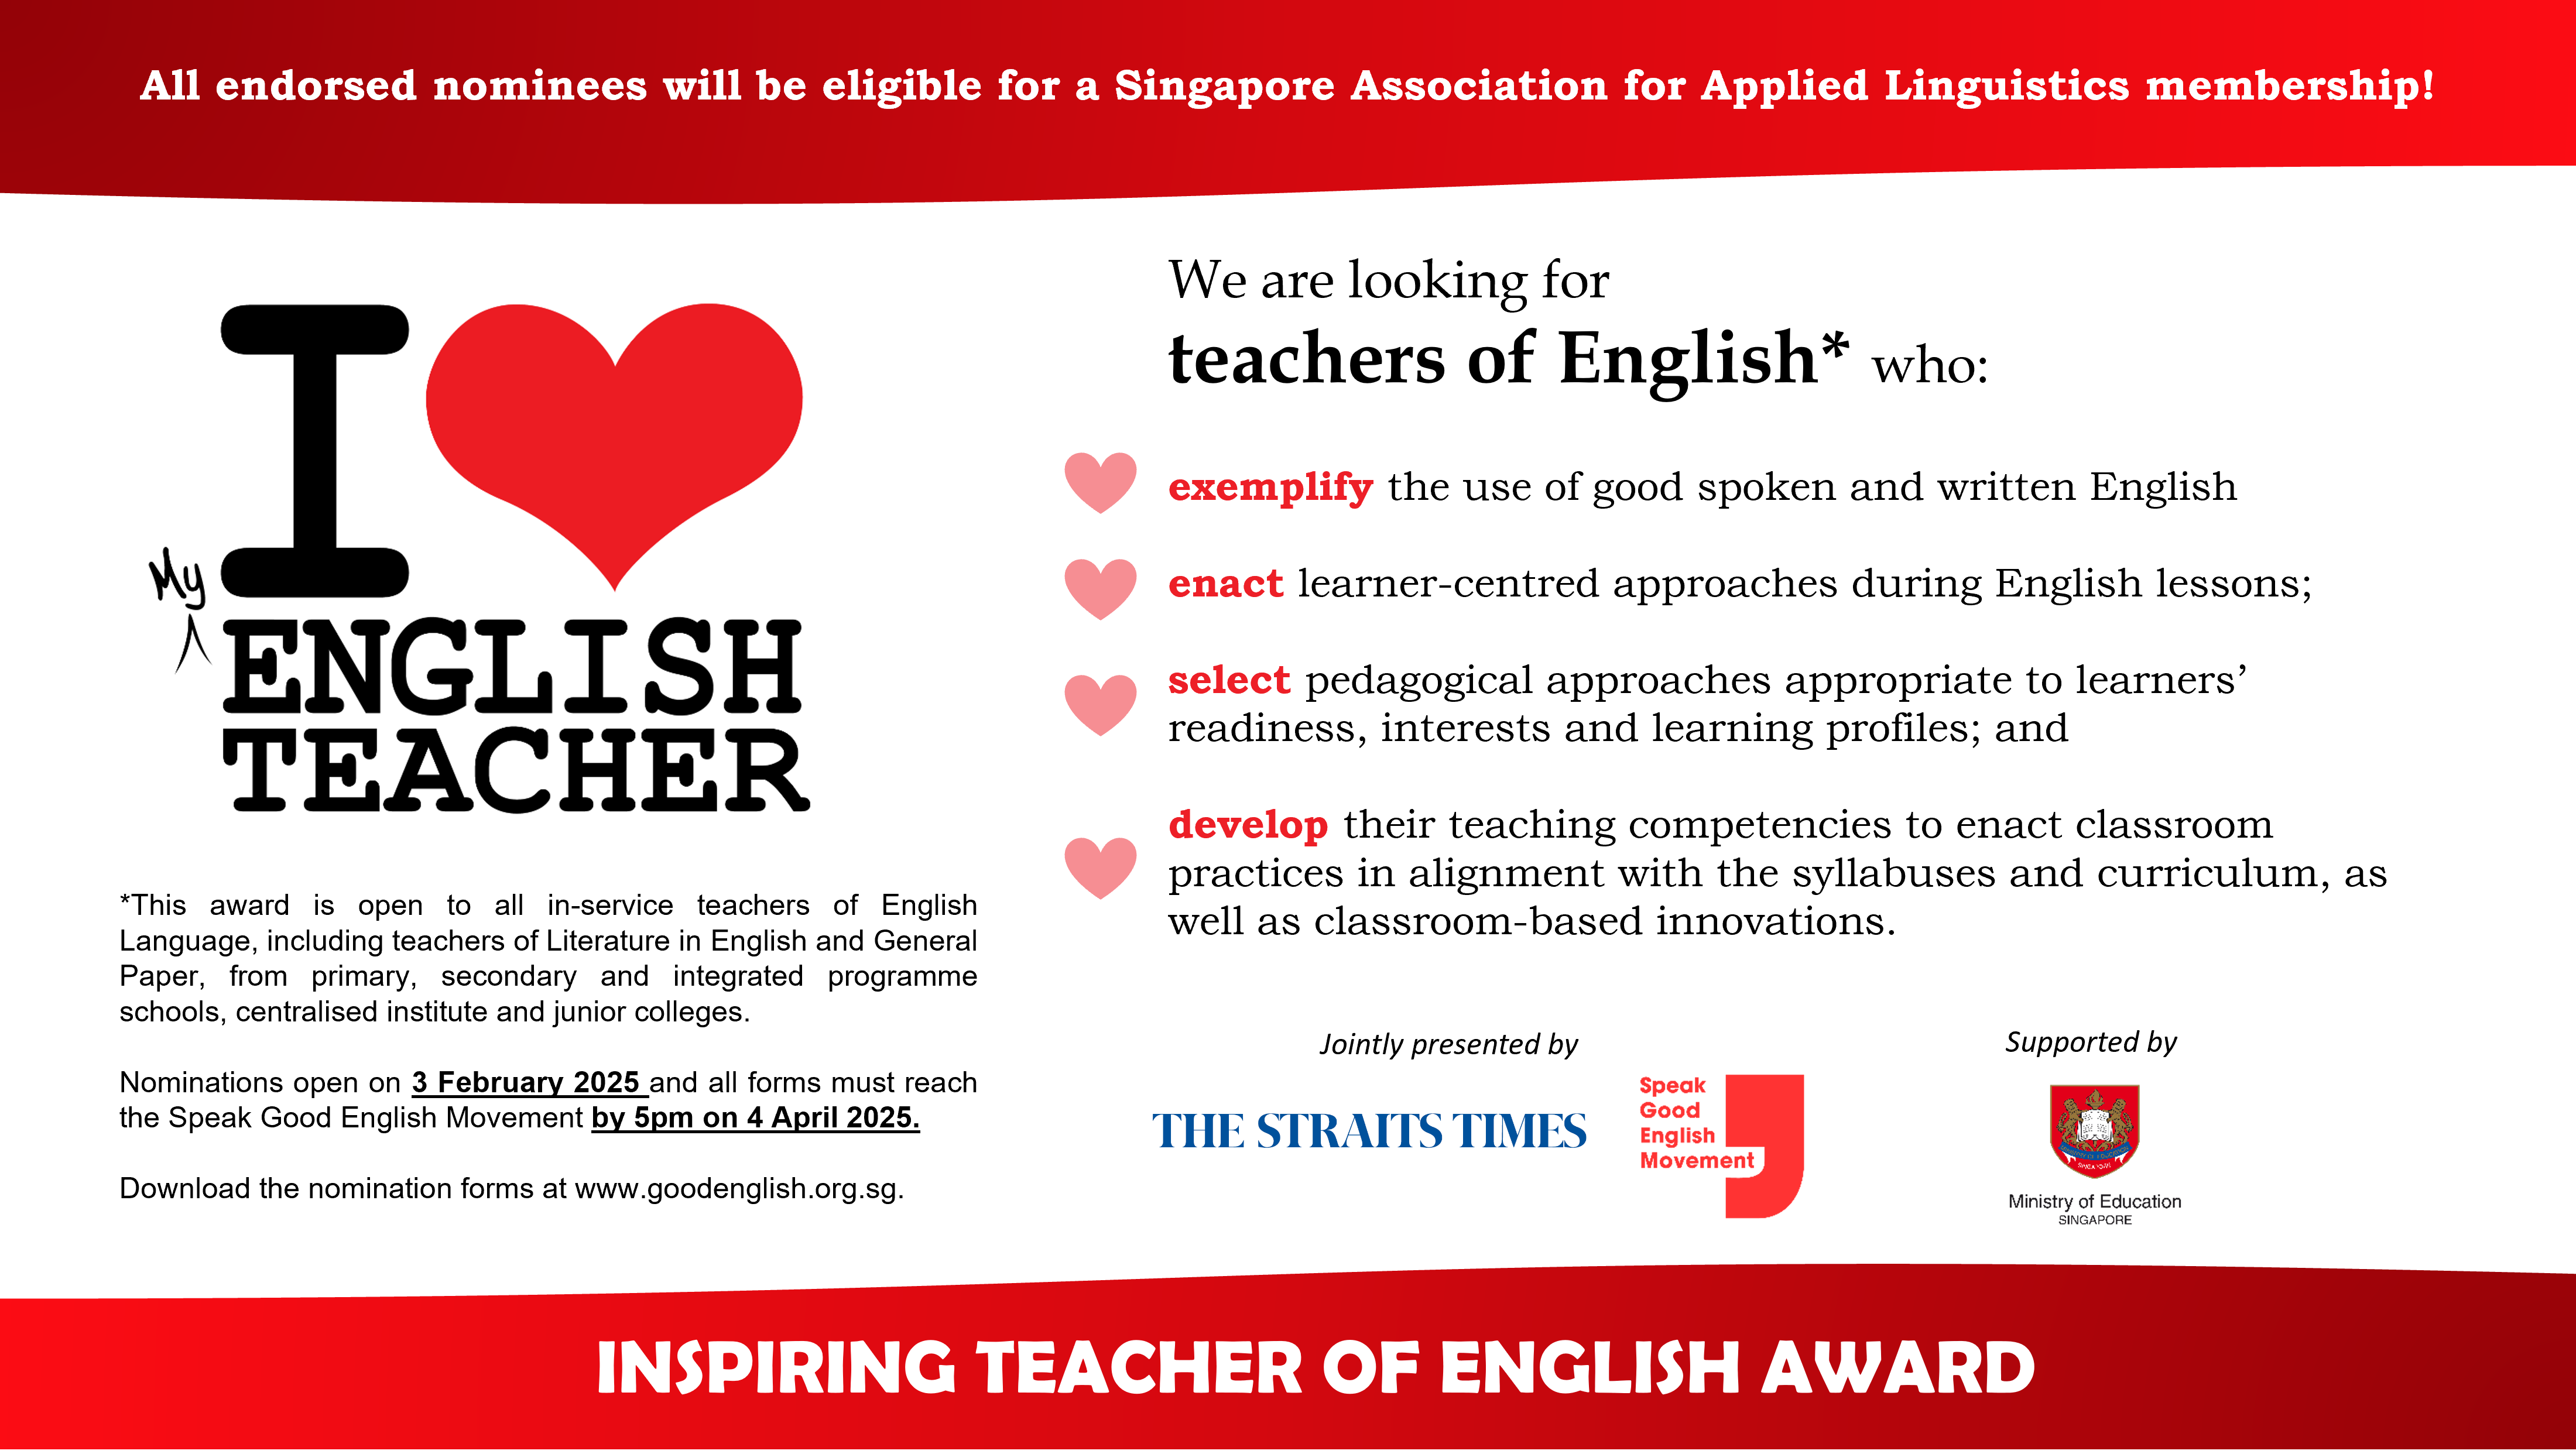 All endorsed nominees will be eligible for a Singapore Association for Applied Linguistics membership!
I
My
ENGLISH
TEACHER
*This award is open to all in-service teachers of English
Language, including teachers of Literature in English and General
Paper, from primary, secondary and integrated programme
schools, centralised institute and junior colleges.
Nominations open on 3 February 2025 and all forms must reach
the Speak Good English Movement by 5pm on 4 April 2025.
Download the nomination forms at www.goodenglish.org.sg.
We are looking for
teachers of English* who:
exemplify the use of good spoken and written English
enact learner-centred approaches during English lessons;
select pedagogical approaches appropriate to learners’
readiness, interests and learning profiles; and
develop their teaching competencies to enact classroom
practices in alignment with the syllabuses and curriculum, as
well as classroom-based innovations.
Jointly presented by
THE STRAITS TIMES
Speak
Good
English
Movement
Supported by
MINISTRY OF EDUCATION
SINGAPORE
Ministry of Education
SINGAPORE
INSPIRING TEACHER OF ENGLISH AWARD